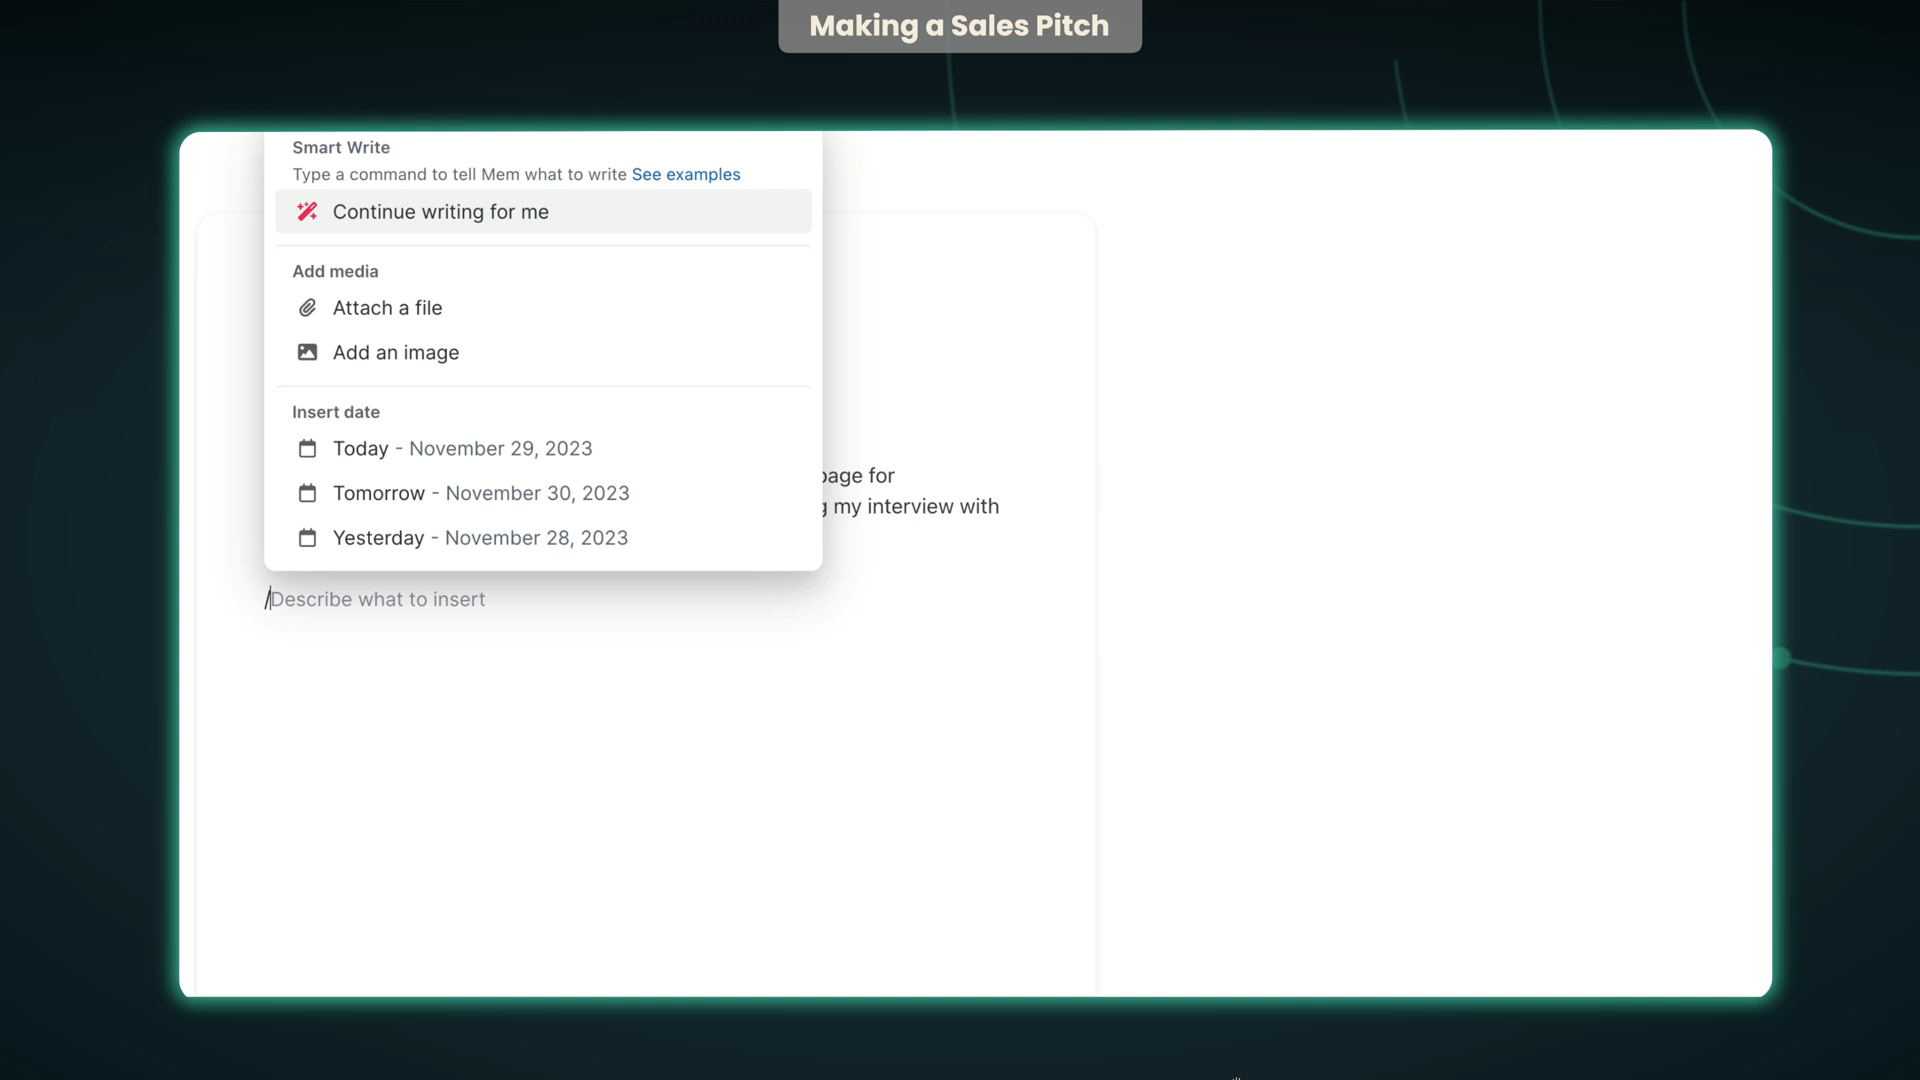 Making a Sales Pitch
Smart Write
Type a command to tell Mem what to write See examples
Continue writing for me
Add media
Attach a file
Add an image
Insert date
Today - November 29, 2023
Tomorrow - November 30, 2023
Yesterday - November 28, 2023
page for
my interview with
/Describe what to insert